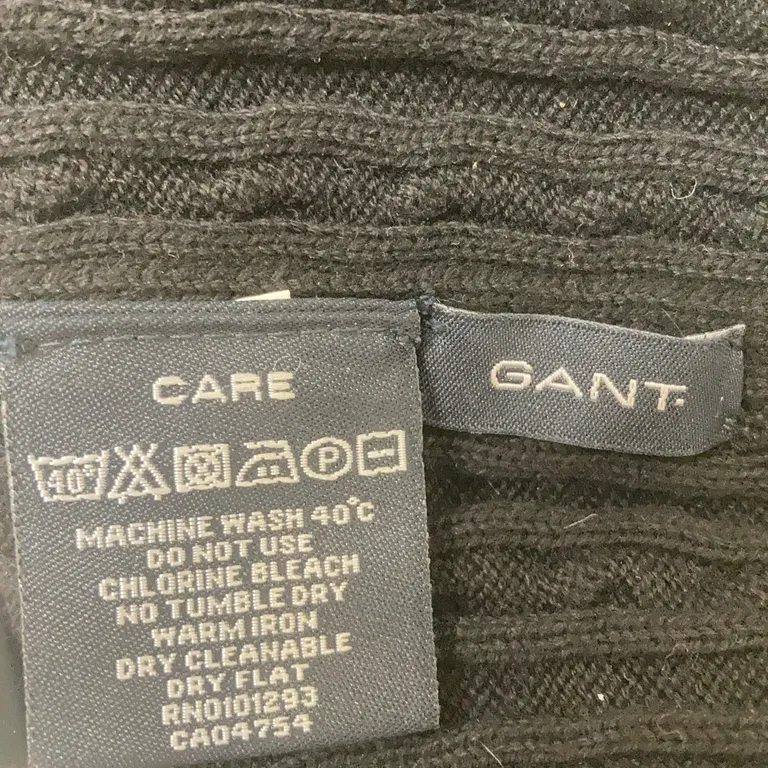 CARE
GANT
40°
P
MACHINE WASH 40°C
DO NOT USE
CHLORINE BLEACH
NO TUMBLE DRY
WARM IRON
DRY CLEANABLE
DRY FLAT
RN0101293
CA04754